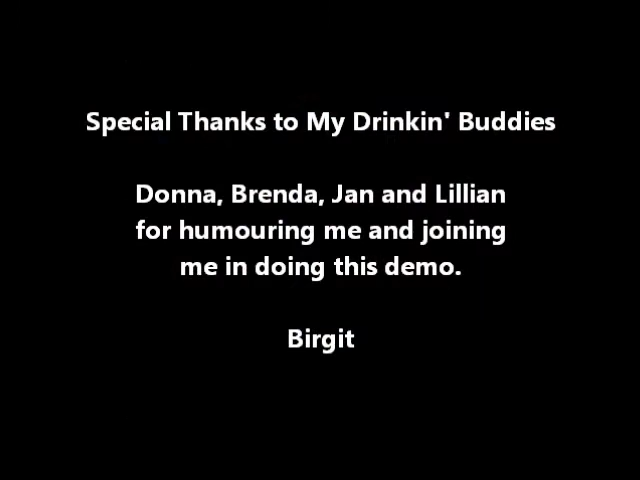 Special Thanks to My Drinkin' Buddies
Donna, Brenda, Jan and Lillian
for humouring me and joining
me in doing this demo.
Birgit